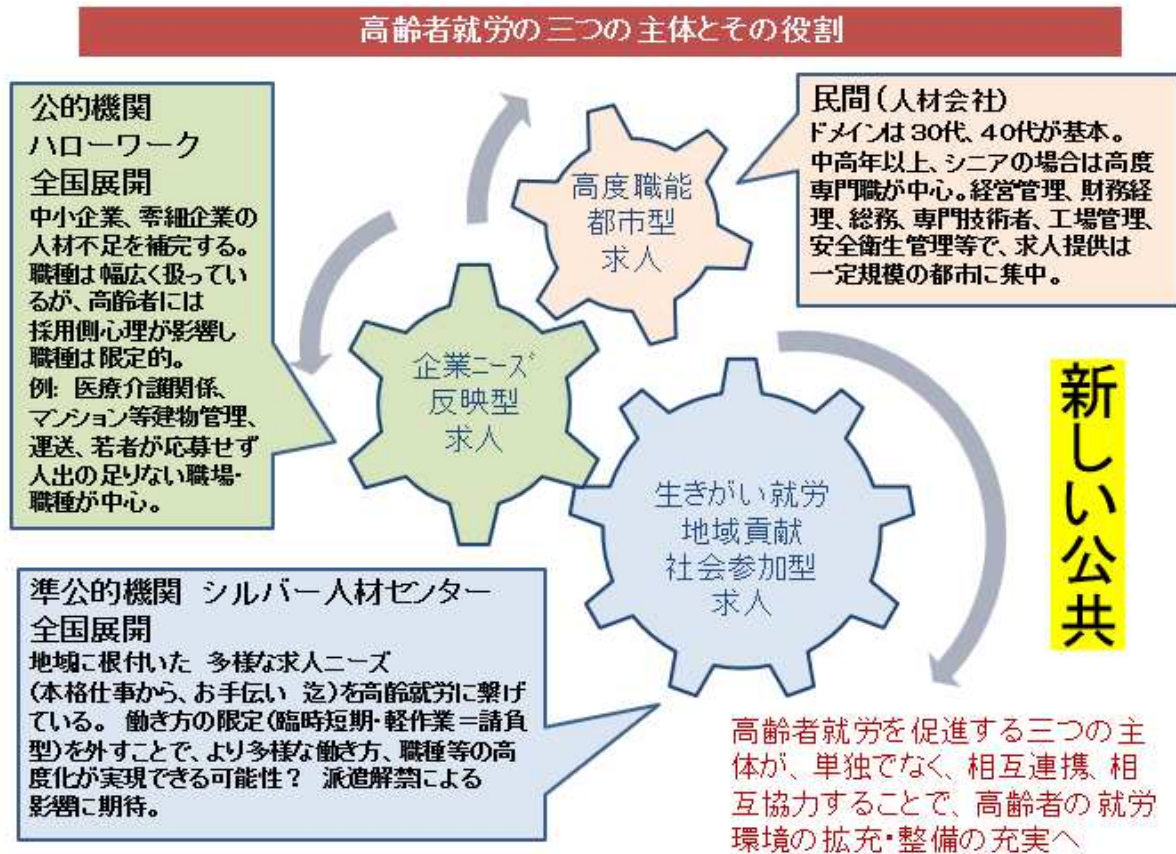 高齢者就労の三つの主体とその役割
公的機関
ハローワーク
全国展開
中小企業、零細企業の
人材不足を補完する。
職種は幅広く扱ってい
るが、高齢者には
採用側心理が影響し
職種は限定的。
例: 医療介護関係、
マンション等建物管理、
運送、若者が応募せず
人出の足りない職場・
職種が中心。
高度職能
都市型
求人
民間(人材会社)
ドメインは30代、40代が基本。
中高年以上、シニアの場合は高度
専門職が中心。経営管理、財務経
理、総務、専門技術者、工場管理、
安全衛生管理等で、求人提供は
一定規模の都市に集中。
企業ニーズ
反映型
求人
生きがい就労
地域貢献
社会参加型
求人
新しい公共
準公的機関 シルバー人材センター
全国展開
地域に根付いた 多様な求人ニーズ
(本格仕事から、お手伝い 迄)を高齢就労に繋げ
ている。 働き方の限定(臨時短期・軽作業=請負
型)を外すことで、より多様な働き方、職種等の高
度化が実現できる可能性? 派遣解禁による
影響に期待。
高齢者就労を促進する三つの主
体が、単独でなく、相互連携、相
互協力することで、高齢者の就労
環境の拡充・整備の充実へ